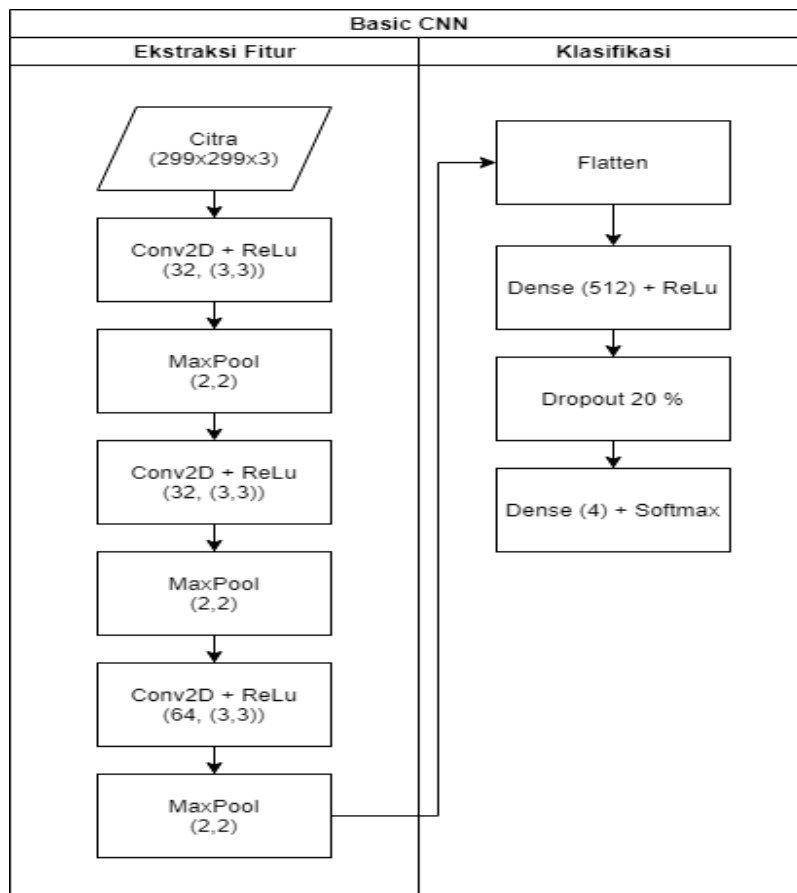 Basic CNN
Ekstraksi Fitur
Klasifikasi
Citra
(299x299x3)
Conv2D + ReLu
(32, (3,3))
MaxPool
(2,2)
Conv2D + ReLu
(32, (3,3))
MaxPool
(2,2)
Conv2D + ReLu
(64, (3,3))
MaxPool
(2,2)
Flatten
Dense (512) + ReLu
Dropout 20 %
Dense (4) + Softmax